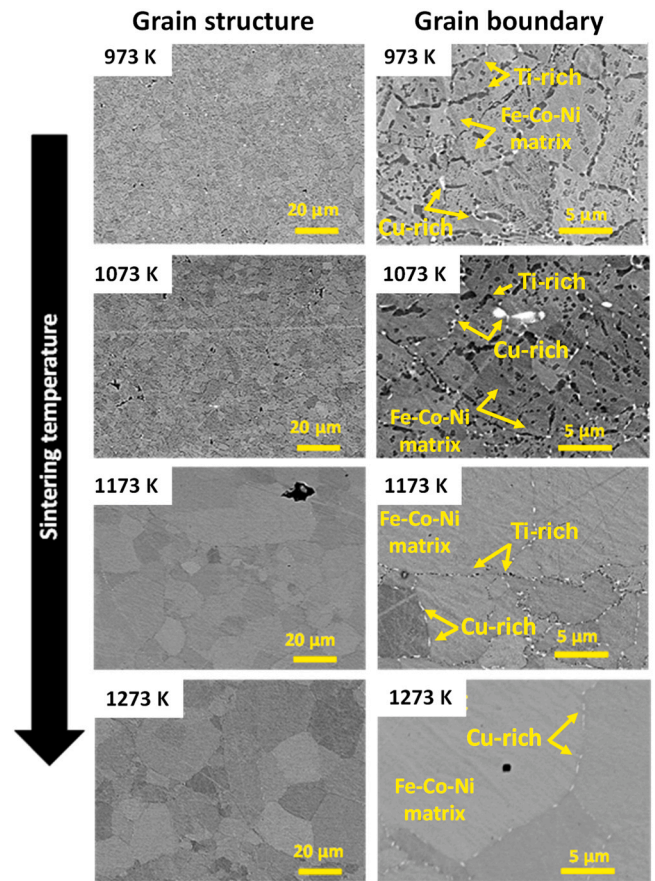 Grain structure
Grain boundary
Sintering temperature
973 K
20 µm
973 K
Ti-rich
Fe-Co-Ni
matrix
Cu-rich
5 µm
1073 K
20 µm
1073 K
Ti-rich
Cu-rich
Fe-Co-Ni
matrix
5 µm
1173 K
20 µm
1173 K
Fe-Co-Ni
matrix
Ti-rich
Cu-rich
5 µm
1273 K
20 µm
1273 K
Cu-rich
Fe-Co-Ni
matrix
5 µm